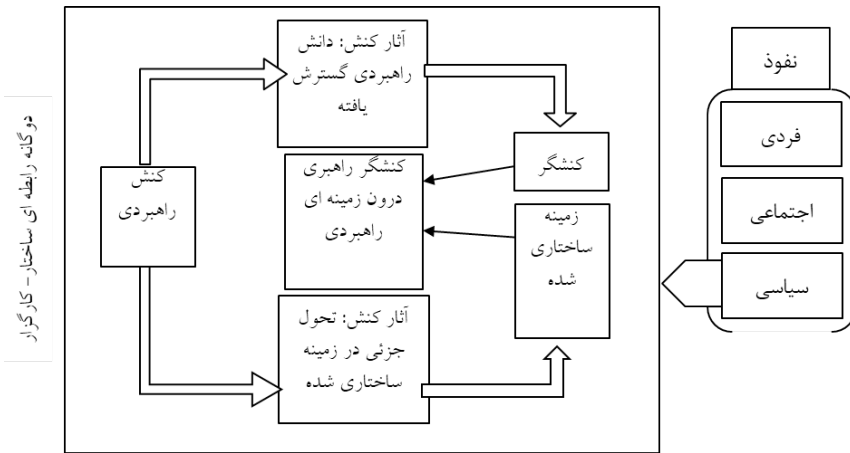 نفوذ
فردی
اجتماعی
سیاسی
آثار کنش: دانش
راهبردی گسترش
یافته
کنشگر
کنشگر راهبری
درون زمینه ای
راهبردی
زمینه
ساختاری
شده
کنش
راهبردی
آثار کنش: تحول
جزئی در زمینه
ساختاری شده
دوگانه رابطه ای ساختار- کارگزار